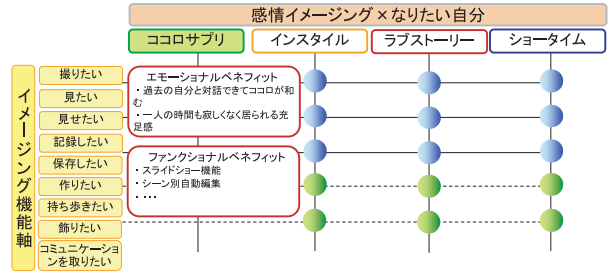 感情イメージング×なりたい自分
ココロサプリ
インスタイル
ラブストーリー
ショータイム
イメージング機能軸
撮りたい
見たい
見せたい
記録したい
保存したい
作りたい
持ち歩きたい
飾りたい
コミュニケーショ
ンを取りたい
エモーショナルベネフィット
・過去の自分と対話できてココロが和
む
・一人の時間も寂しくなく居られる充
足感
ファンクショナルベネフィット
・スライドショー機能
・シーン別自動編集
・・・・